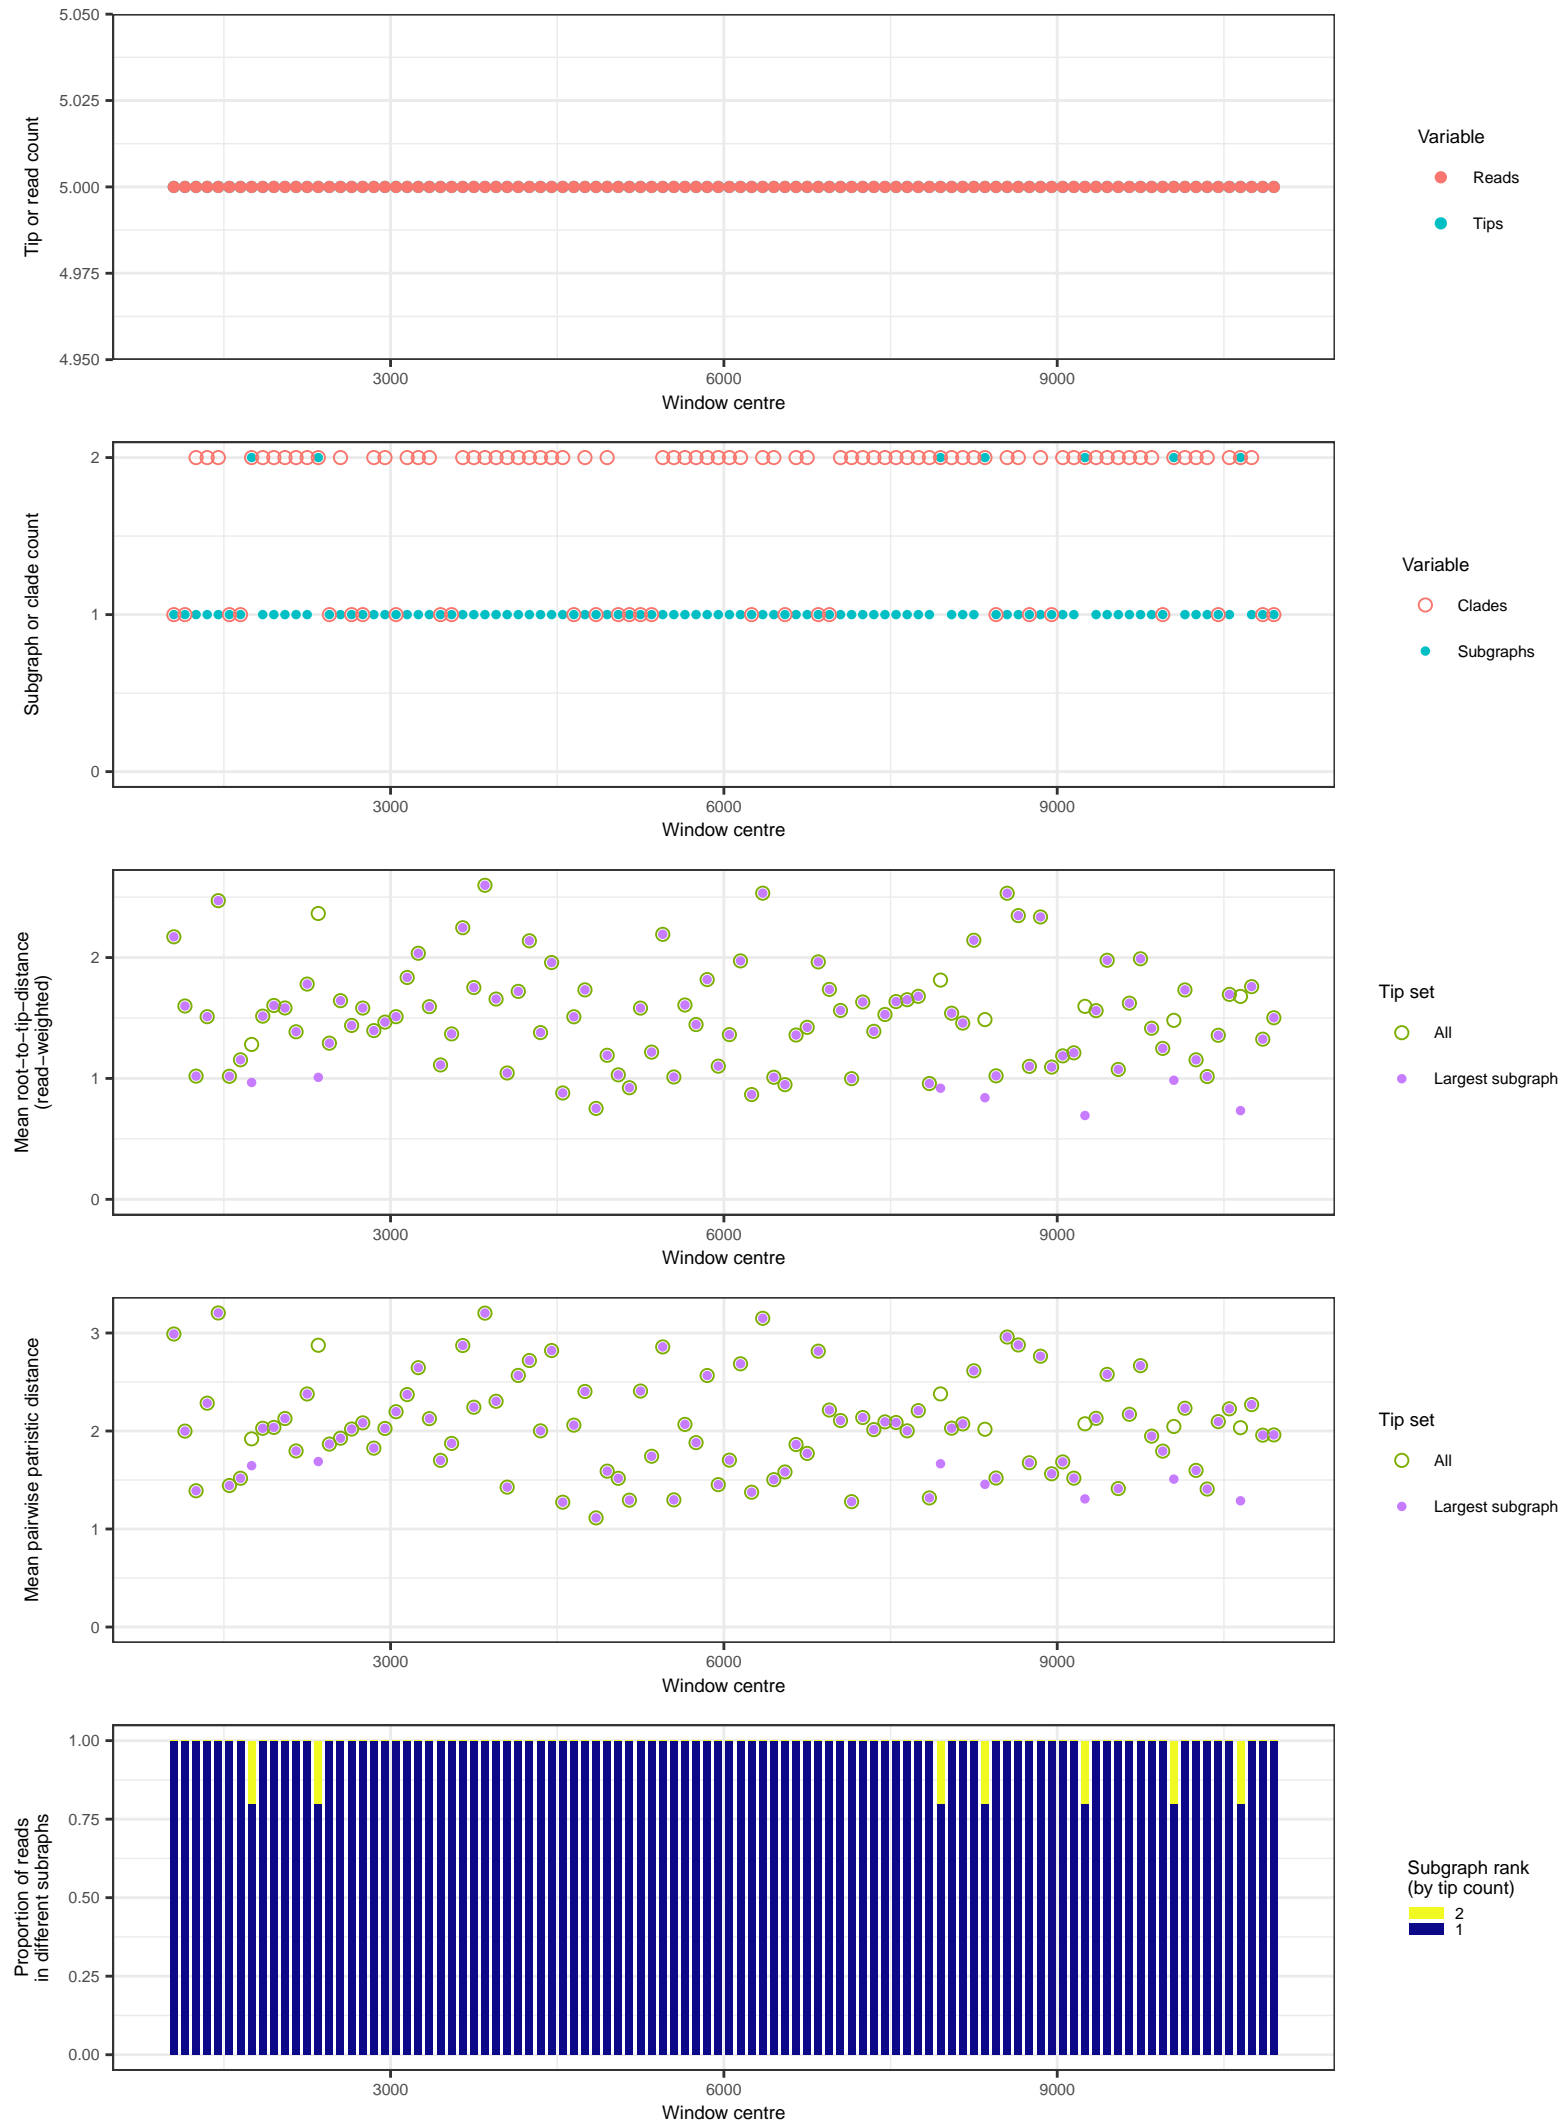 5.050
5.025
5.000
4.975
4.950
Tip or read count
3000 6000 9000
Window centre
Variable
Reads
Tips
2
1
0
Subgraph or clade count
3000 6000 9000
Window centre
Variable
Clades
Subgraphs
2
1
0
Mean root−to−tip−distance
(read−weighted)
3000 6000 9000
Window centre
Tip set
All
Largest subgraph
3
2
1
0
Mean pairwise patristic distance
3000 6000 9000
Window centre
Tip set
All
Largest subgraph
1.00
0.75
0.50
0.25
0.00
Proportion of reads
in different subraphs
3000 6000 9000
Window centre
Subgraph rank
(by tip count)
2
1